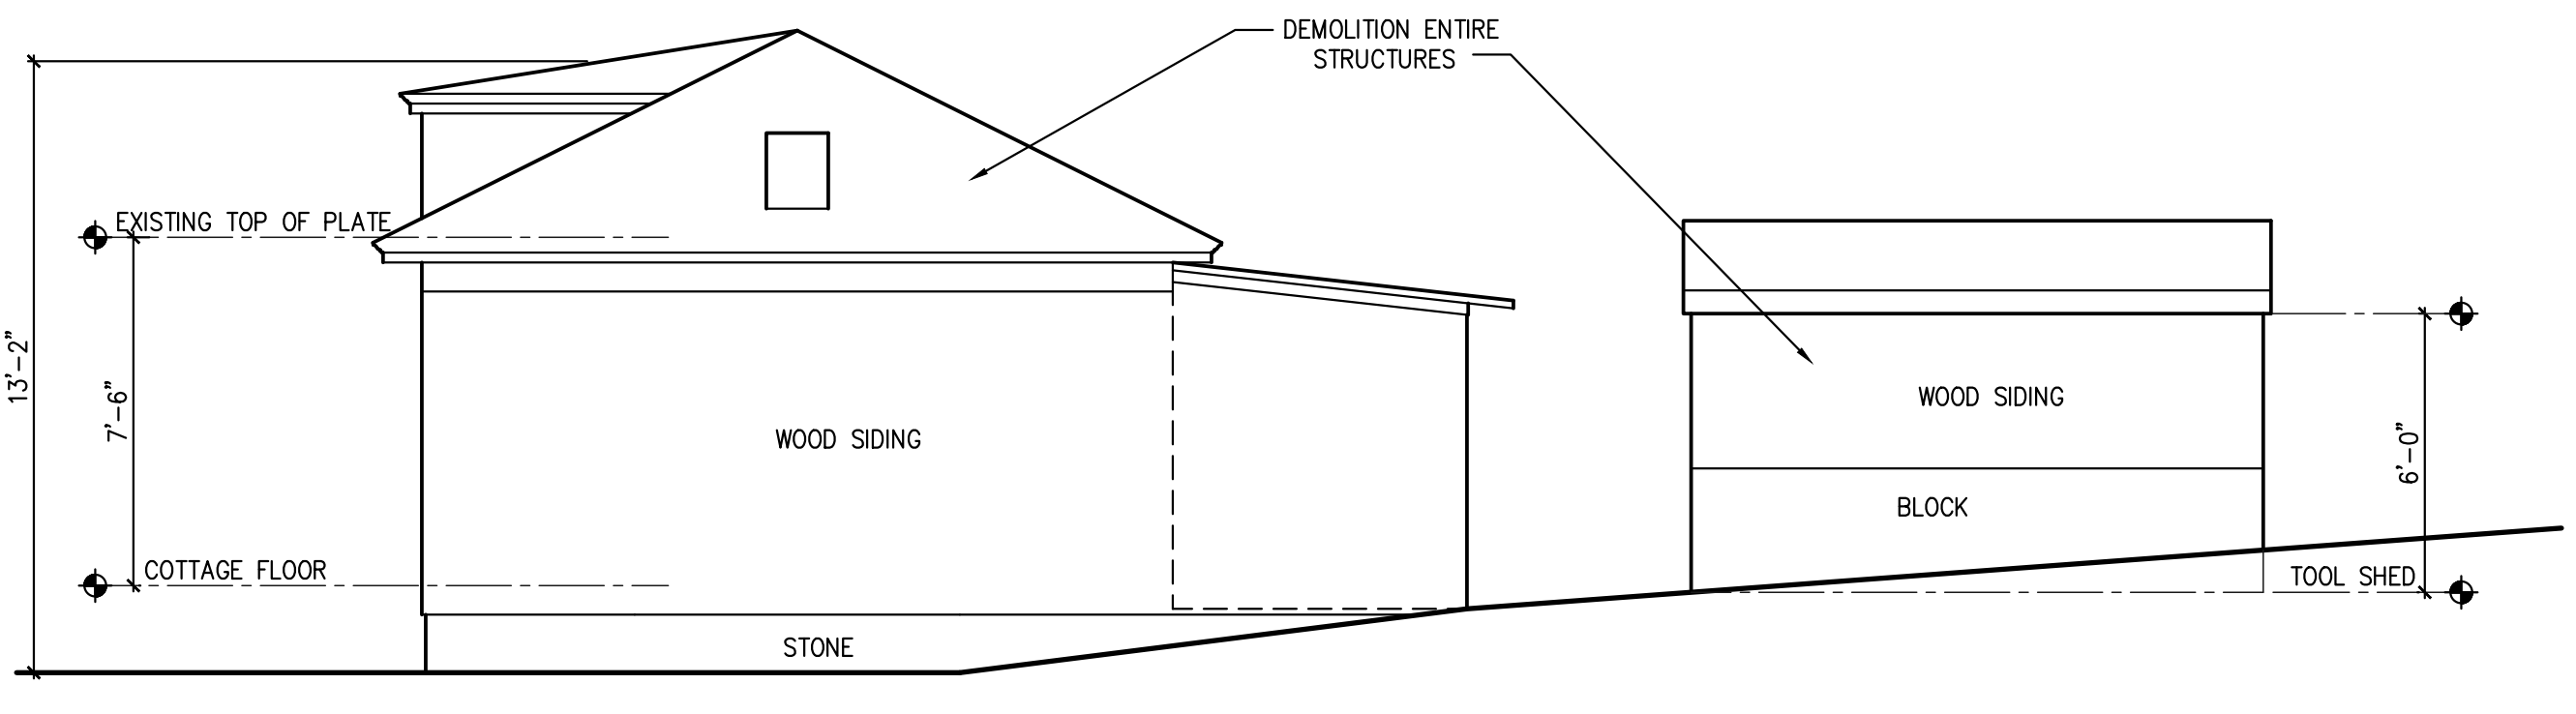 DEMOLITION ENTIRE
STRUCTURES
EXISTING TOP OF PLATE
13'-2"
7'-6"
WOOD SIDING
WOOD SIDING
6'-0"
BLOCK
COTTAGE FLOOR
TOOL SHED
STONE